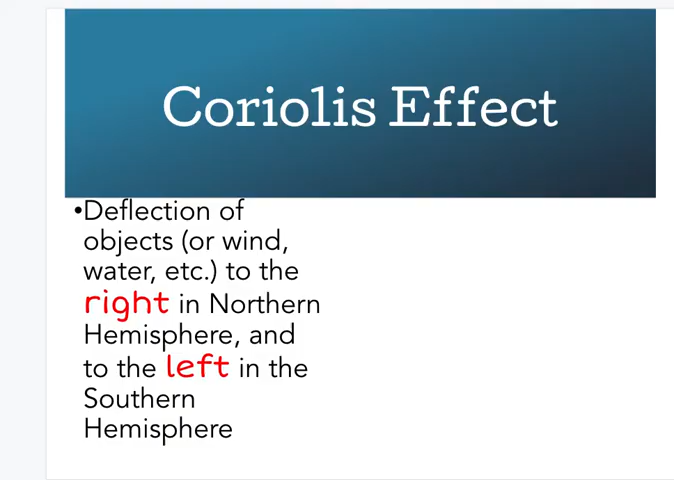 Coriolis Effect
•Deflection of
objects (or wind,
water, etc.) to the
right in Northern
Hemisphere, and
to the left in the
Southern
Hemisphere